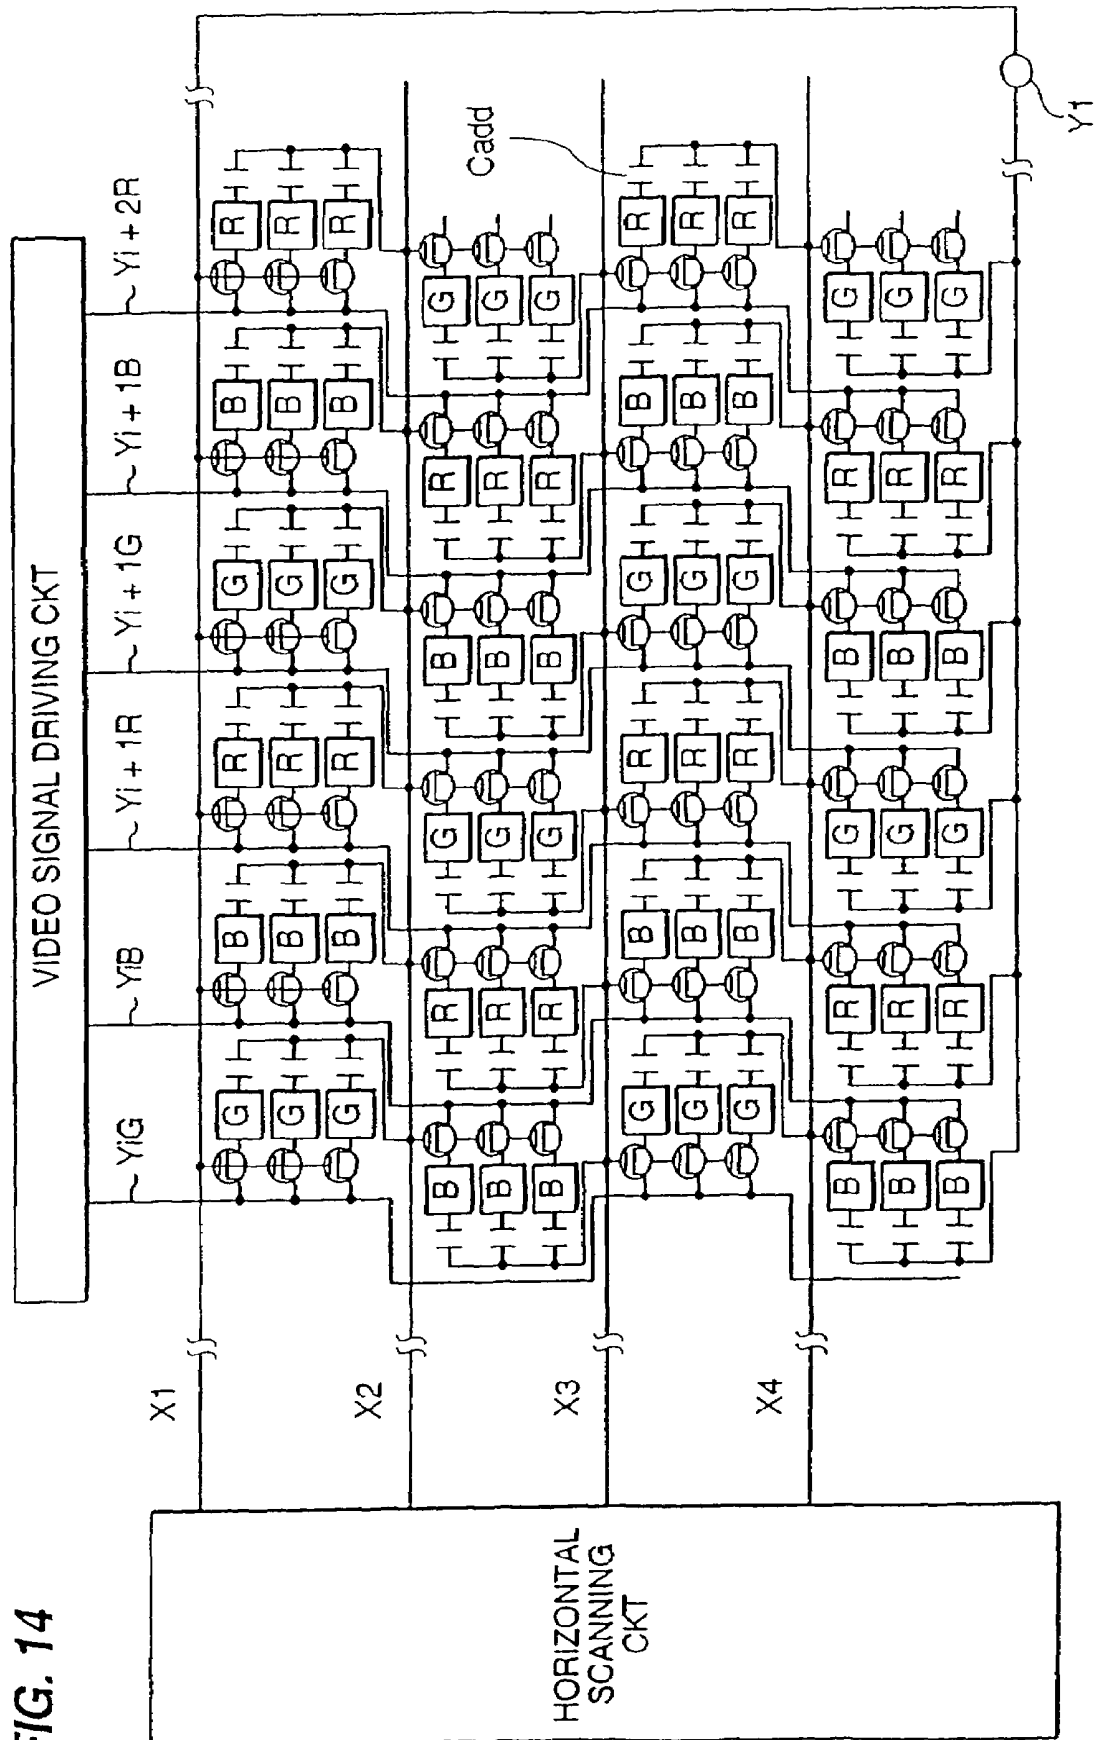 FIG. 14
VIDEO SIGNAL DRIVING CKT
YiG YiB Yi + 1R Yi + 1G Yi + 1B Yi + 2R
X1
G B R G B R
G B R G B R
G B R G B R
X2
Cadd
B R G B R G
B R G B R G
B R G B R G
HORIZONTAL
SCANNING
CKT
X3
G B R G B R
G B R G B R
G B R G B R
X4
B R G B R G
B R G B R G
B R G B R G
Y1